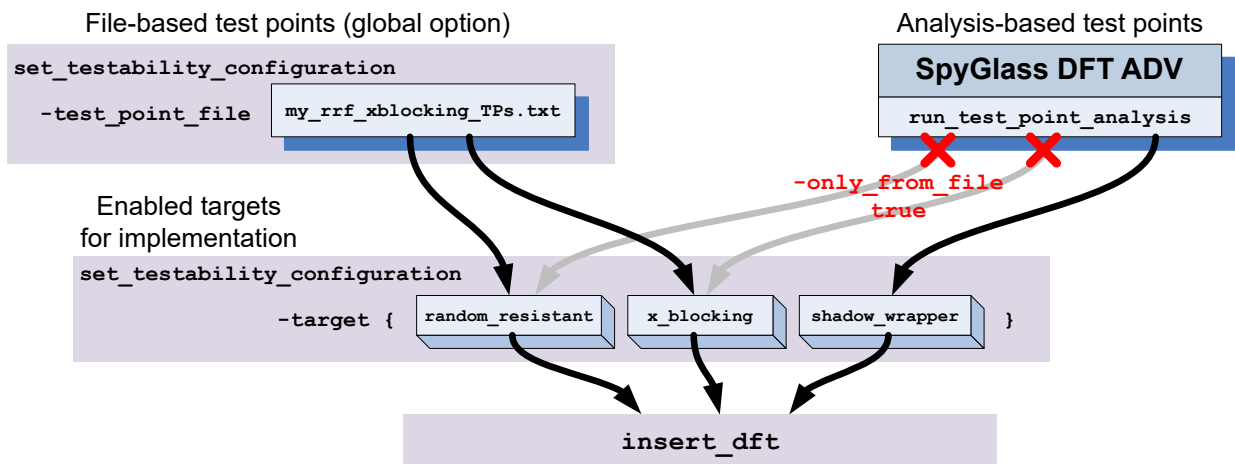 File-based test points (global option)
set_testability_configuration
-test_point_file
my_rrf_xblocking_TPs.txt
Analysis-based test points
SpyGlass DFT ADV
run_test_point_analysis
-only_from_file
true
Enabled targets
for implementation
set_testability_configuration
-target { random_resistant x_blocking shadow_wrapper }
insert_dft